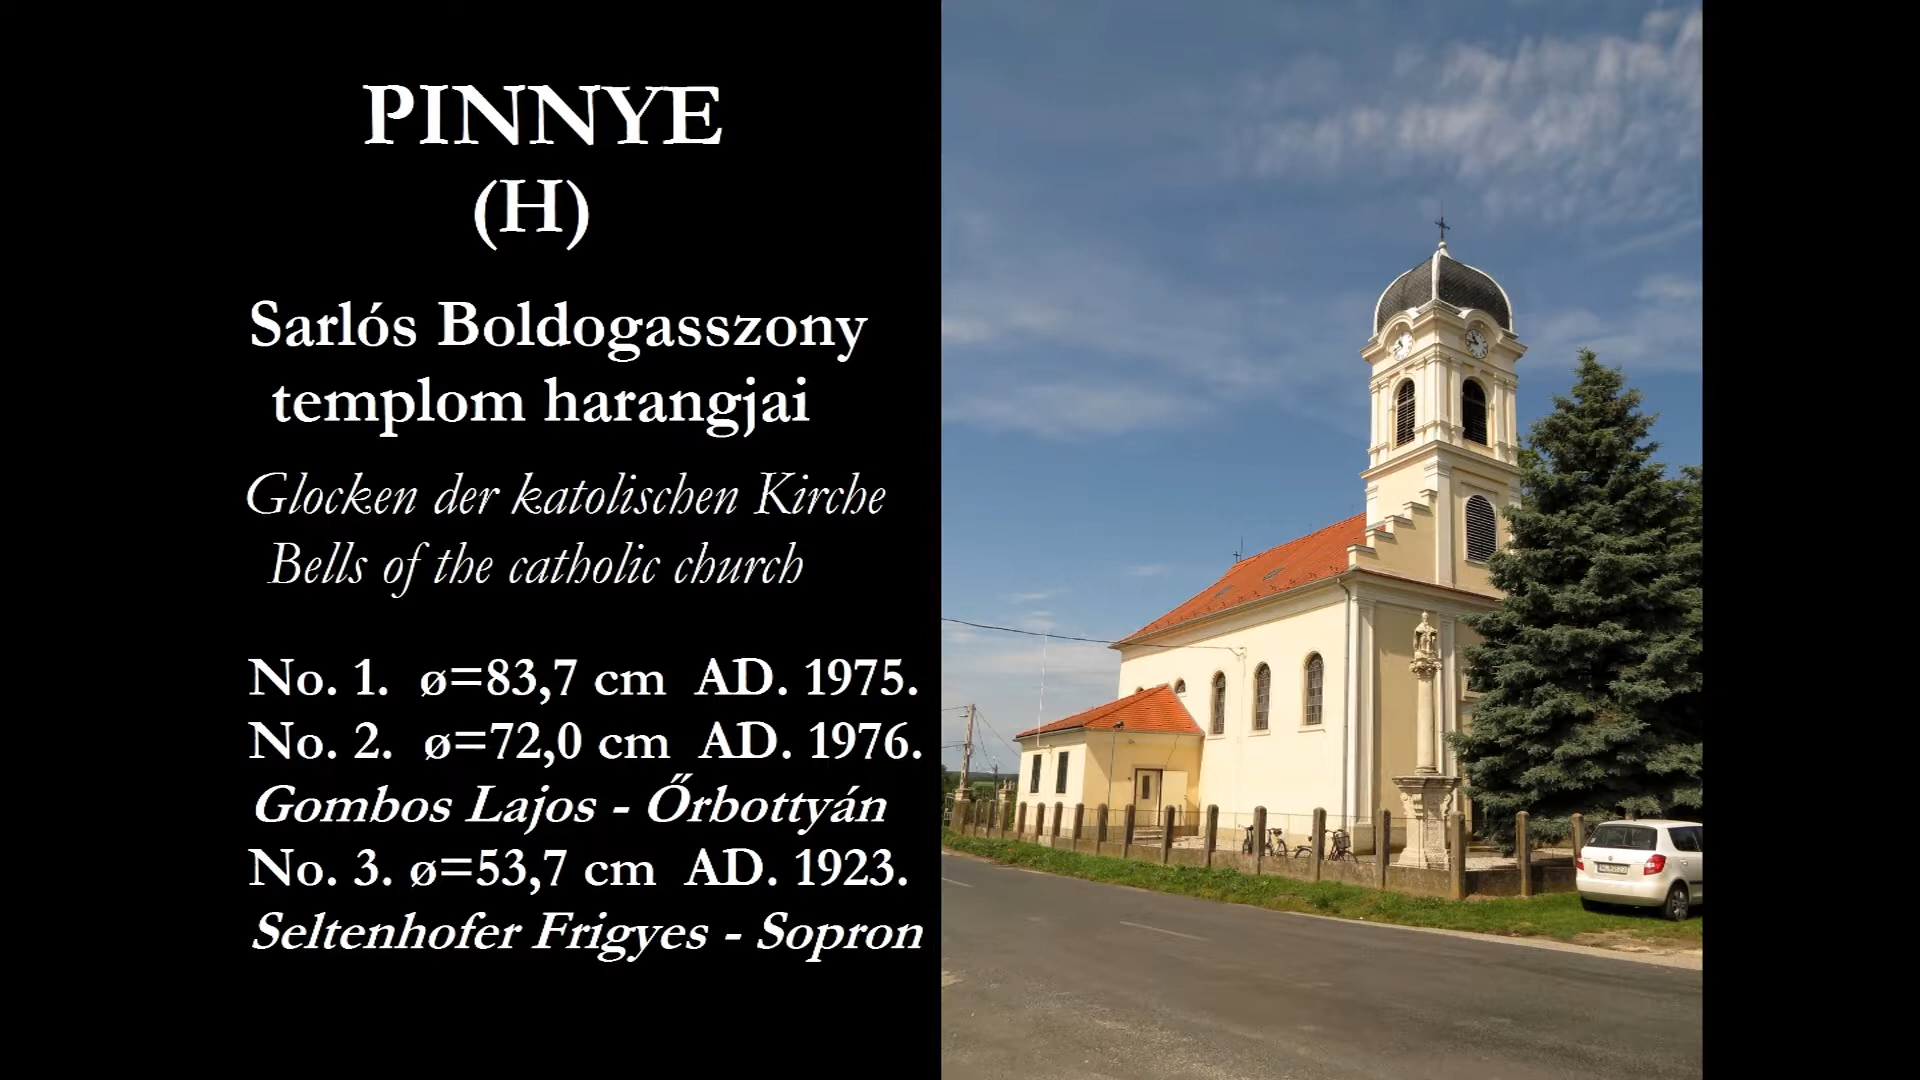 PINNYE
(H)
Sarlós Boldogasszony
templom harangjai
Glocken der katolischen Kirche
Bells of the catholic church
No. 1. ø=83,7 cm AD. 1975.
No. 2. ø=72,0 cm AD. 1976.
Gombos Lajos - Őrbottyán
No. 3. ø=53,7 cm AD. 1923.
Seltenhofer Frigyes - Sopron